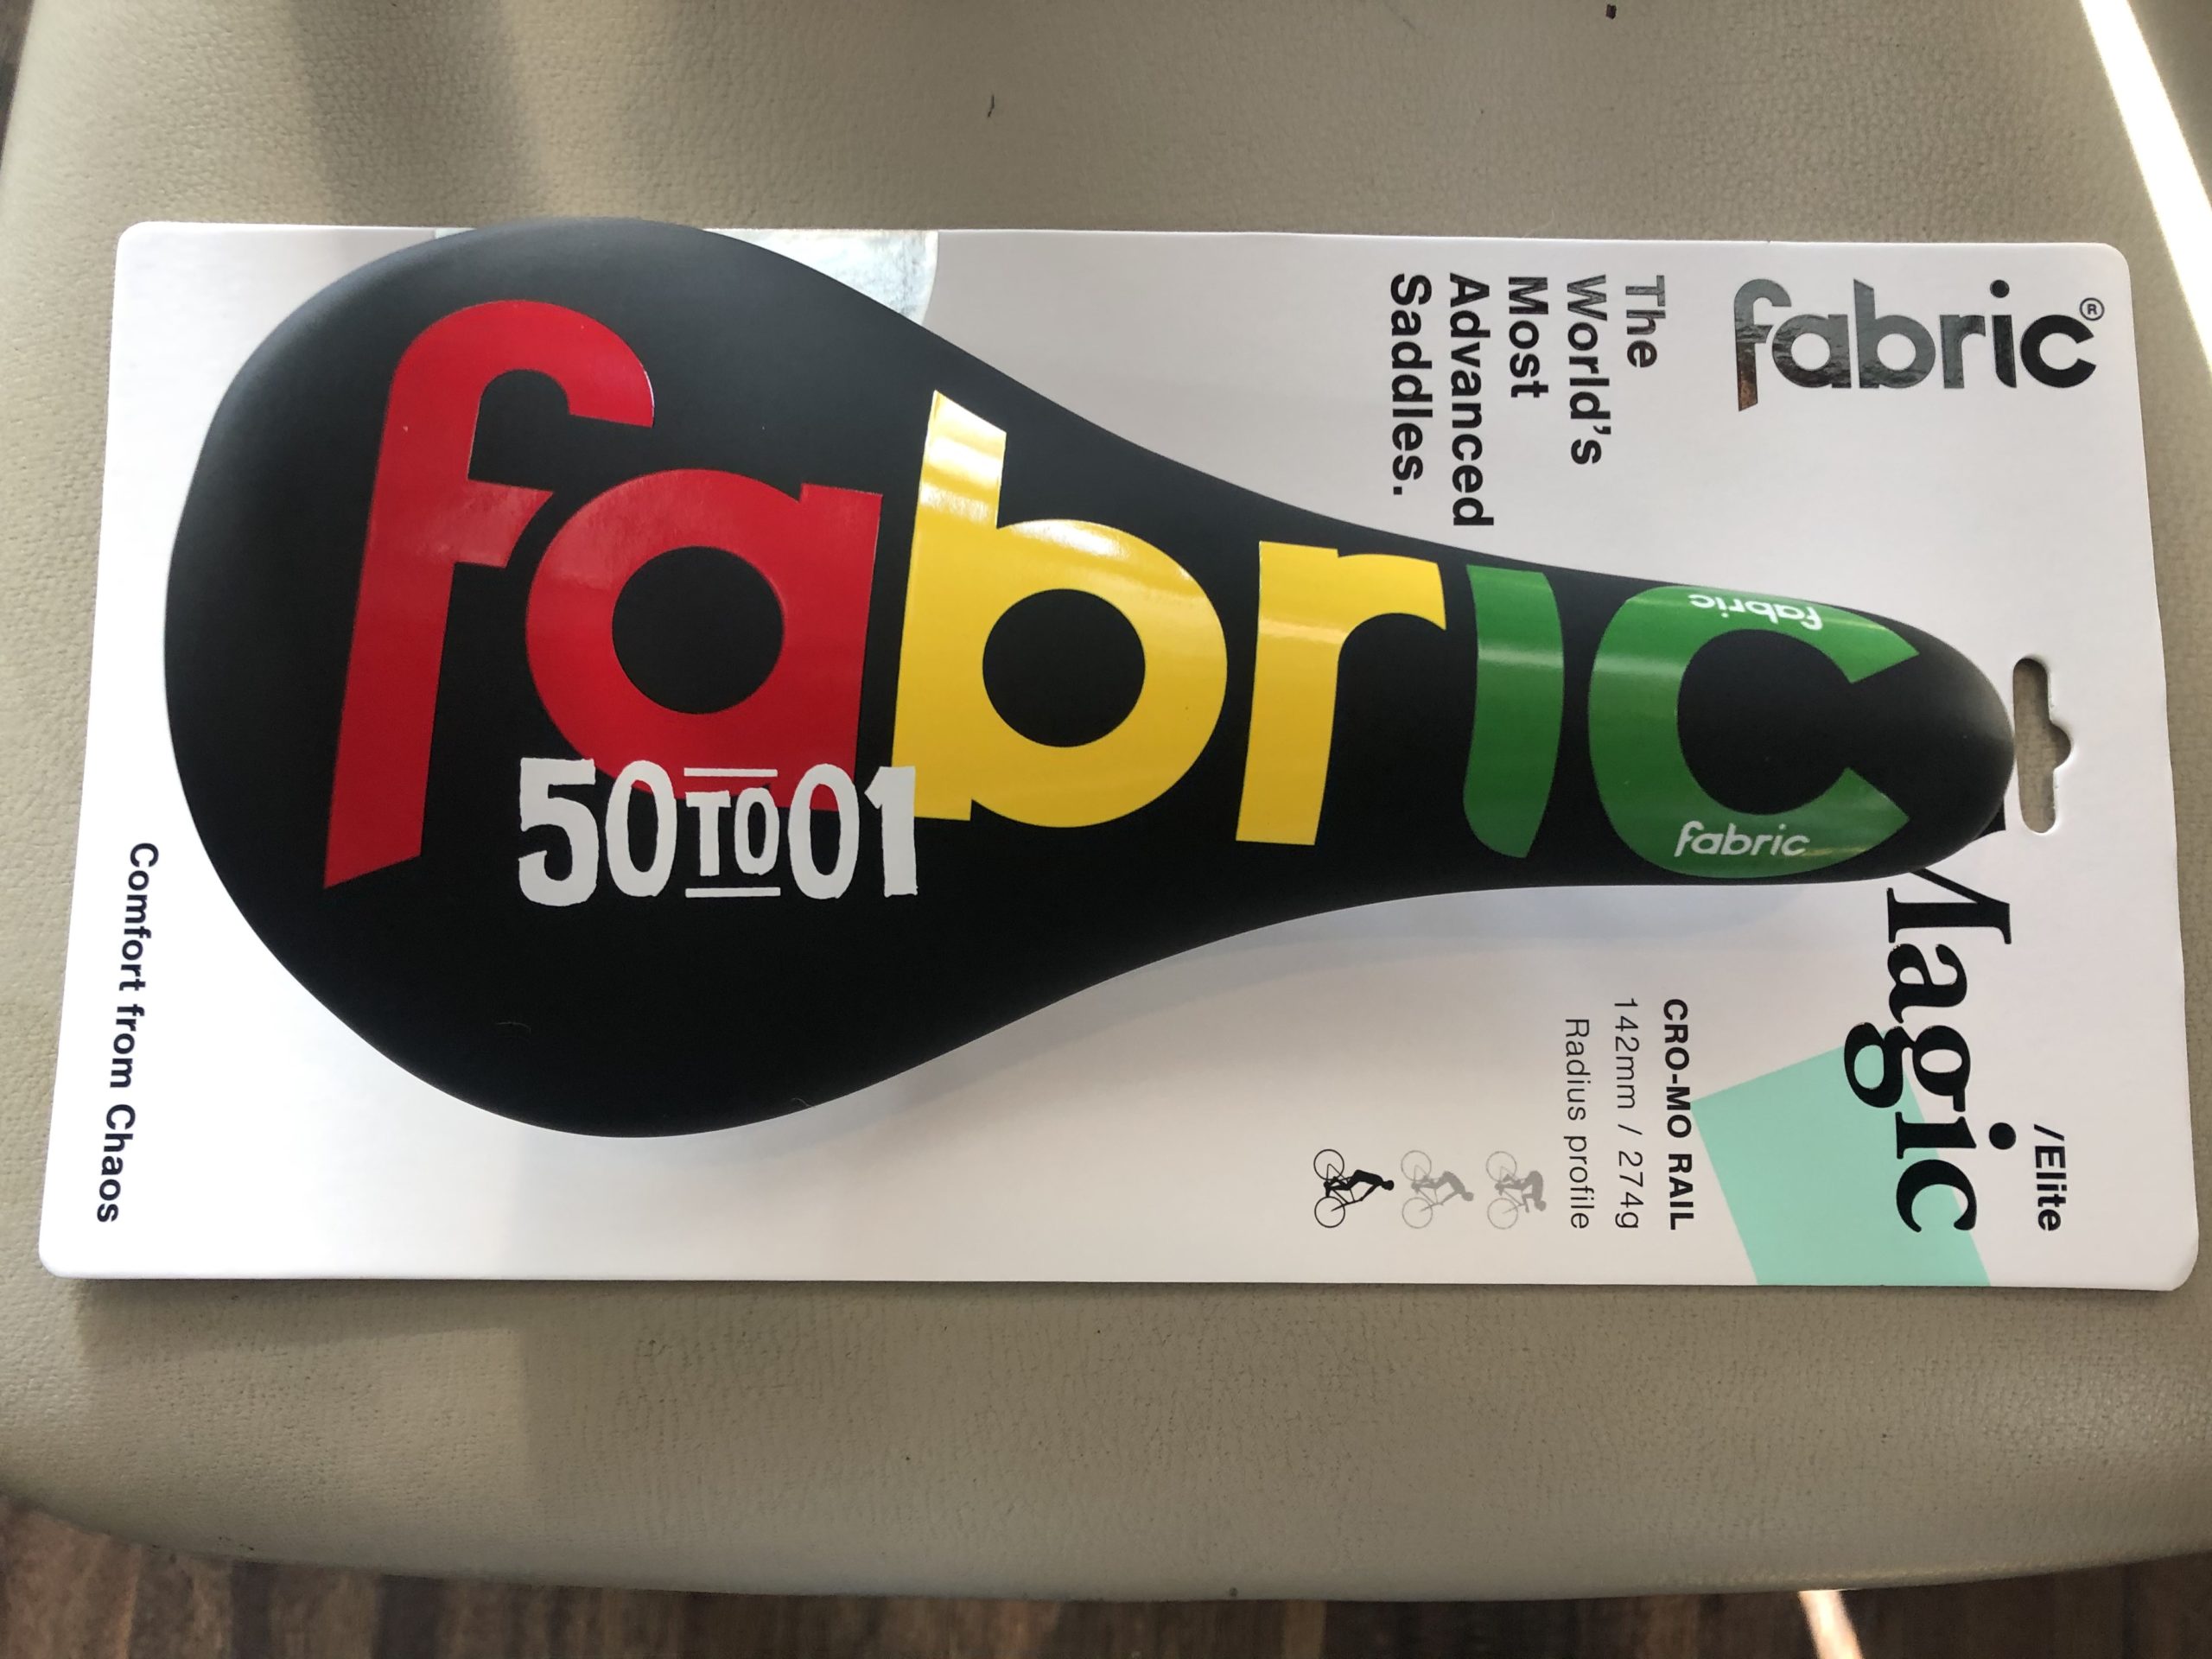 fabric®
The
World's
Most
Advanced
Saddles.
fabric
50TO01
fabric
fabric
Magic
/Elite
CRO-MO RAIL
142mm / 274g
Radius profile
Comfort from Chaos